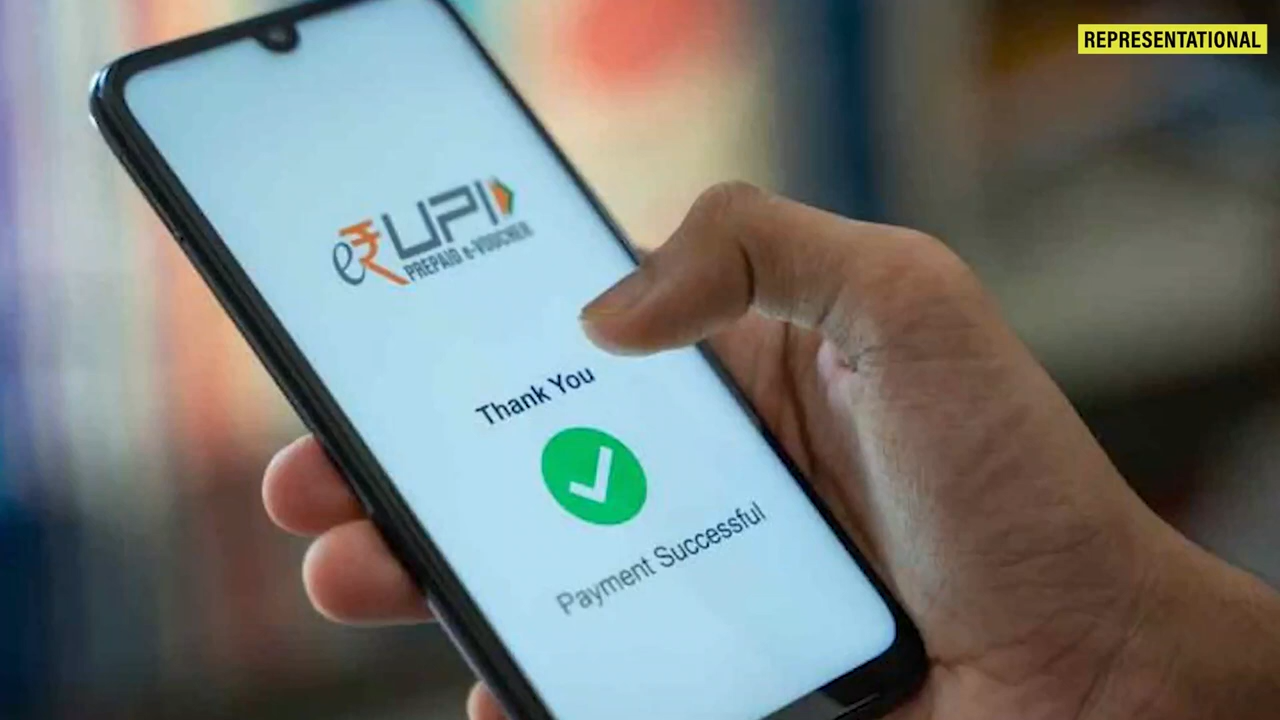 REPRESENTATIONAL
e₹UPI
PREPAID e-VOUCHER
Thank You
Payment Successful